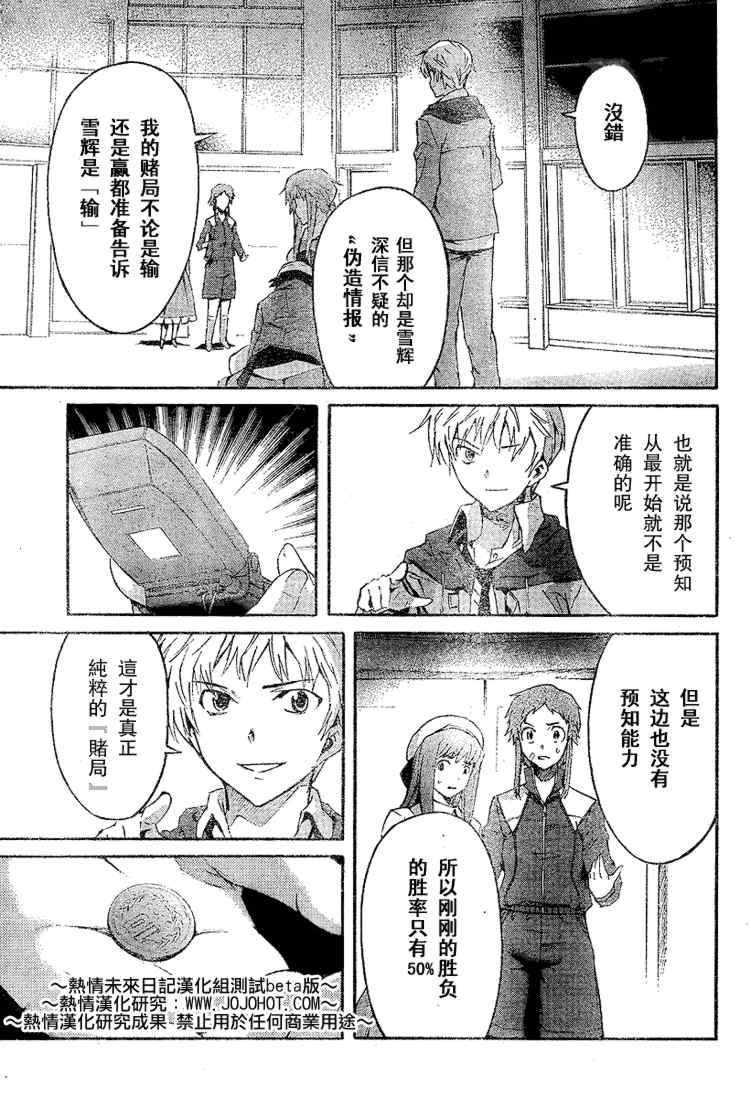 沒錯
但那个却是雪辉
深信不疑的
“伪造情报”
我的赌局不论是输
还是赢都准备告诉
雪辉是「输」
也就是说那个预知
从最开始就不是
准确的呢
但是
这边也没有
预知能力
所以刚刚的胜负
的胜率只有
50%
這才是真正
純粹的『賭局』
～熱情未來日記漢化組測試beta版～
～熱情漢化研究：WWW.JOJOHOT.COM～
～熱情漢化研究成果 禁止用於任何商業用途～